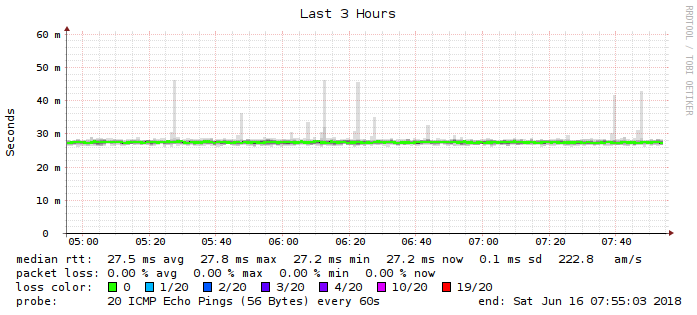 Last 3 Hours
RRDTOOL / TOBI OETIKER
Seconds
60 m
50 m
40 m
30 m
20 m
10 m
0
05:00 05:20 05:40 06:00 06:20 06:40 07:00 07:20 07:40
median rtt: 27.5 ms avg 27.8 ms max 27.2 ms min 27.2 ms now 0.1 ms sd 222.8 am/s
packet loss: 0.00 % avg 0.00 % max 0.00 % min 0.00 % now
loss color: 0 1/20 2/20 3/20 4/20 10/20 19/20
probe: 20 ICMP Echo Pings (56 Bytes) every 60s end: Sat Jun 16 07:55:03 2018